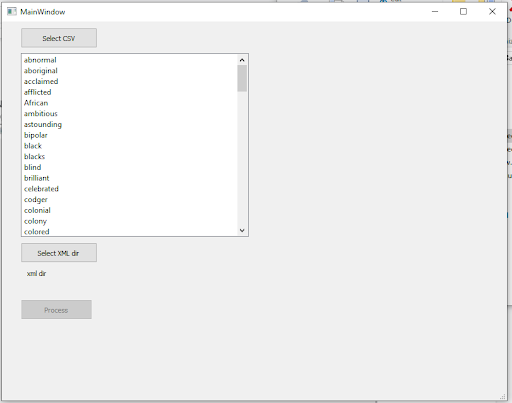 MainWindow
Select CSV
abnormal
aboriginal
acclaimed
afflicted
African
ambitious
astounding
bipolar
black
blacks
blind
brilliant
celebrated
codger
colonial
colony
colored
Select XML dir
xml dir
Process